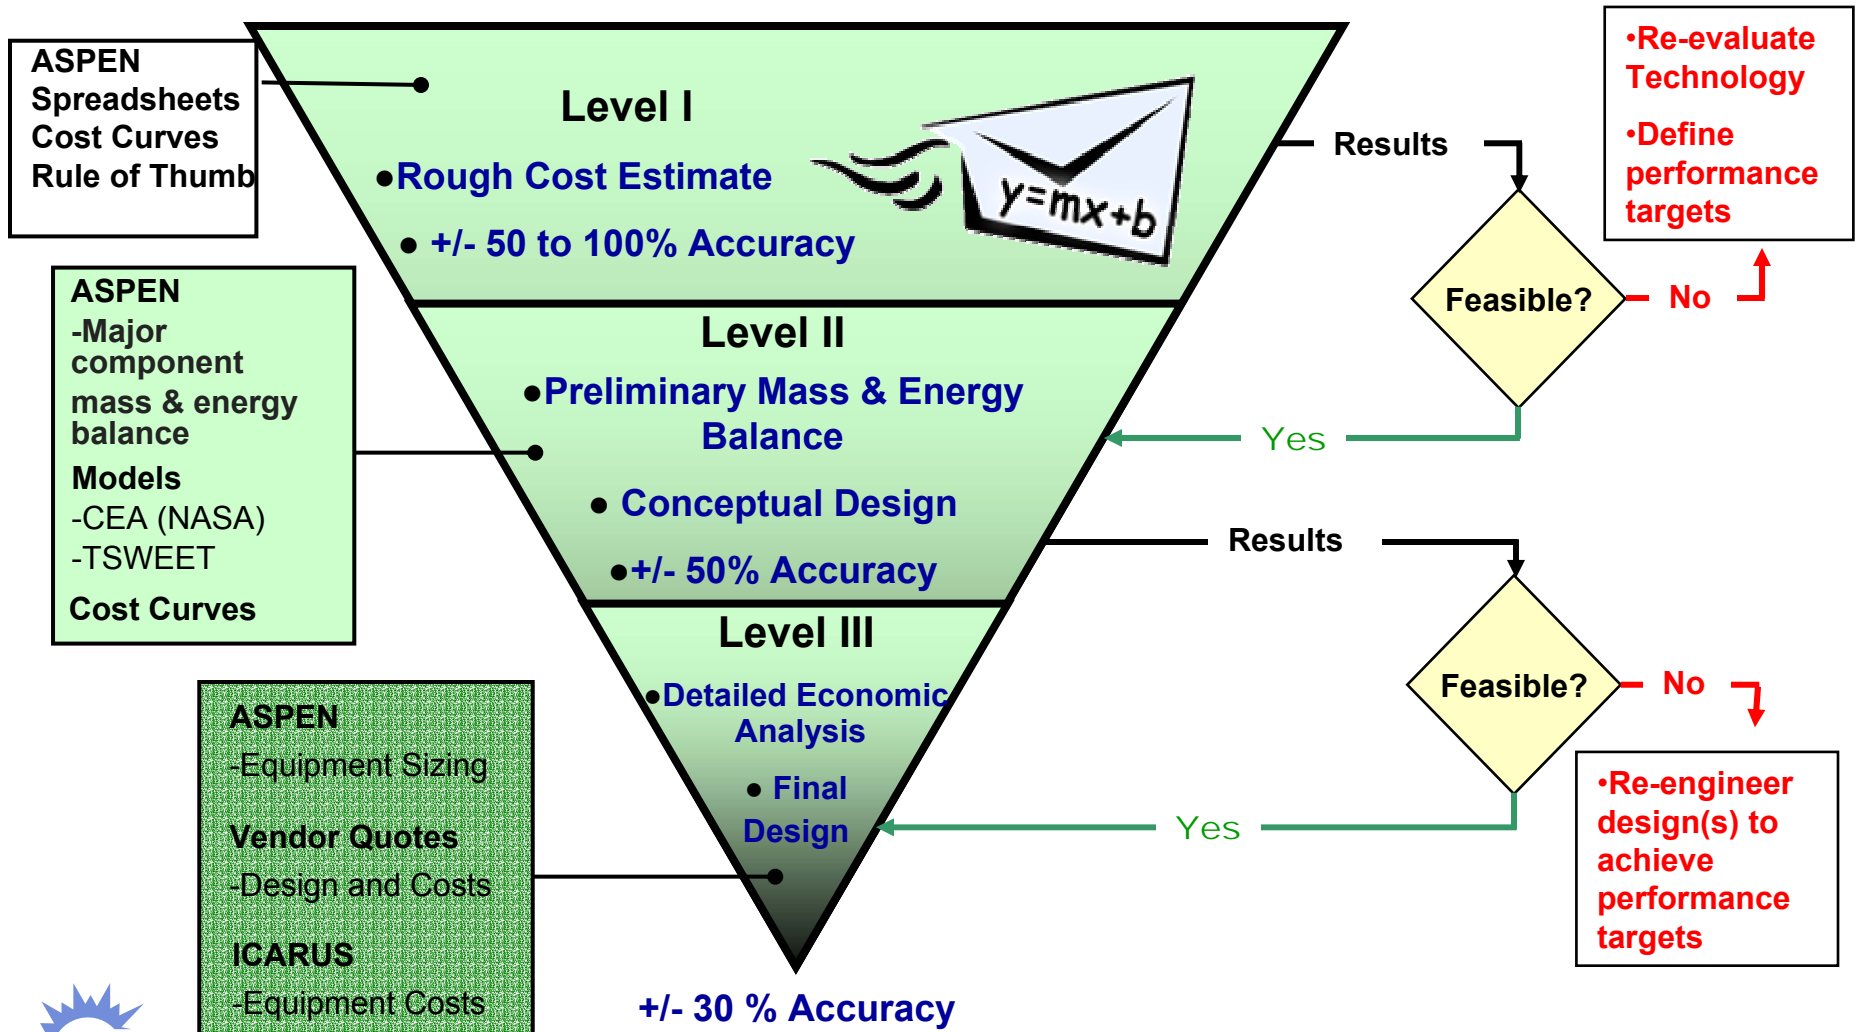 ASPEN
Spreadsheets
Cost Curves
Rule of Thumb
Level I
•Rough Cost Estimate
• +/- 50 to 100% Accuracy
y=mx+b
Results
•Re-evaluate
Technology
•Define
performance
targets
Feasible?
No
Yes
ASPEN
-Major
component
mass & energy
balance
Models
-CEA (NASA)
-TSWEET
Cost Curves
Level II
•Preliminary Mass & Energy
Balance
• Conceptual Design
•+/- 50% Accuracy
Results
Feasible?
No
Yes
•Re-engineer
design(s) to
achieve
performance
targets
Level III
•Detailed Economic
Analysis
• Final
Design
ASPEN
-Equipment Sizing
Vendor Quotes
-Design and Costs
ICARUS
-Equipment Costs
+/- 30 % Accuracy